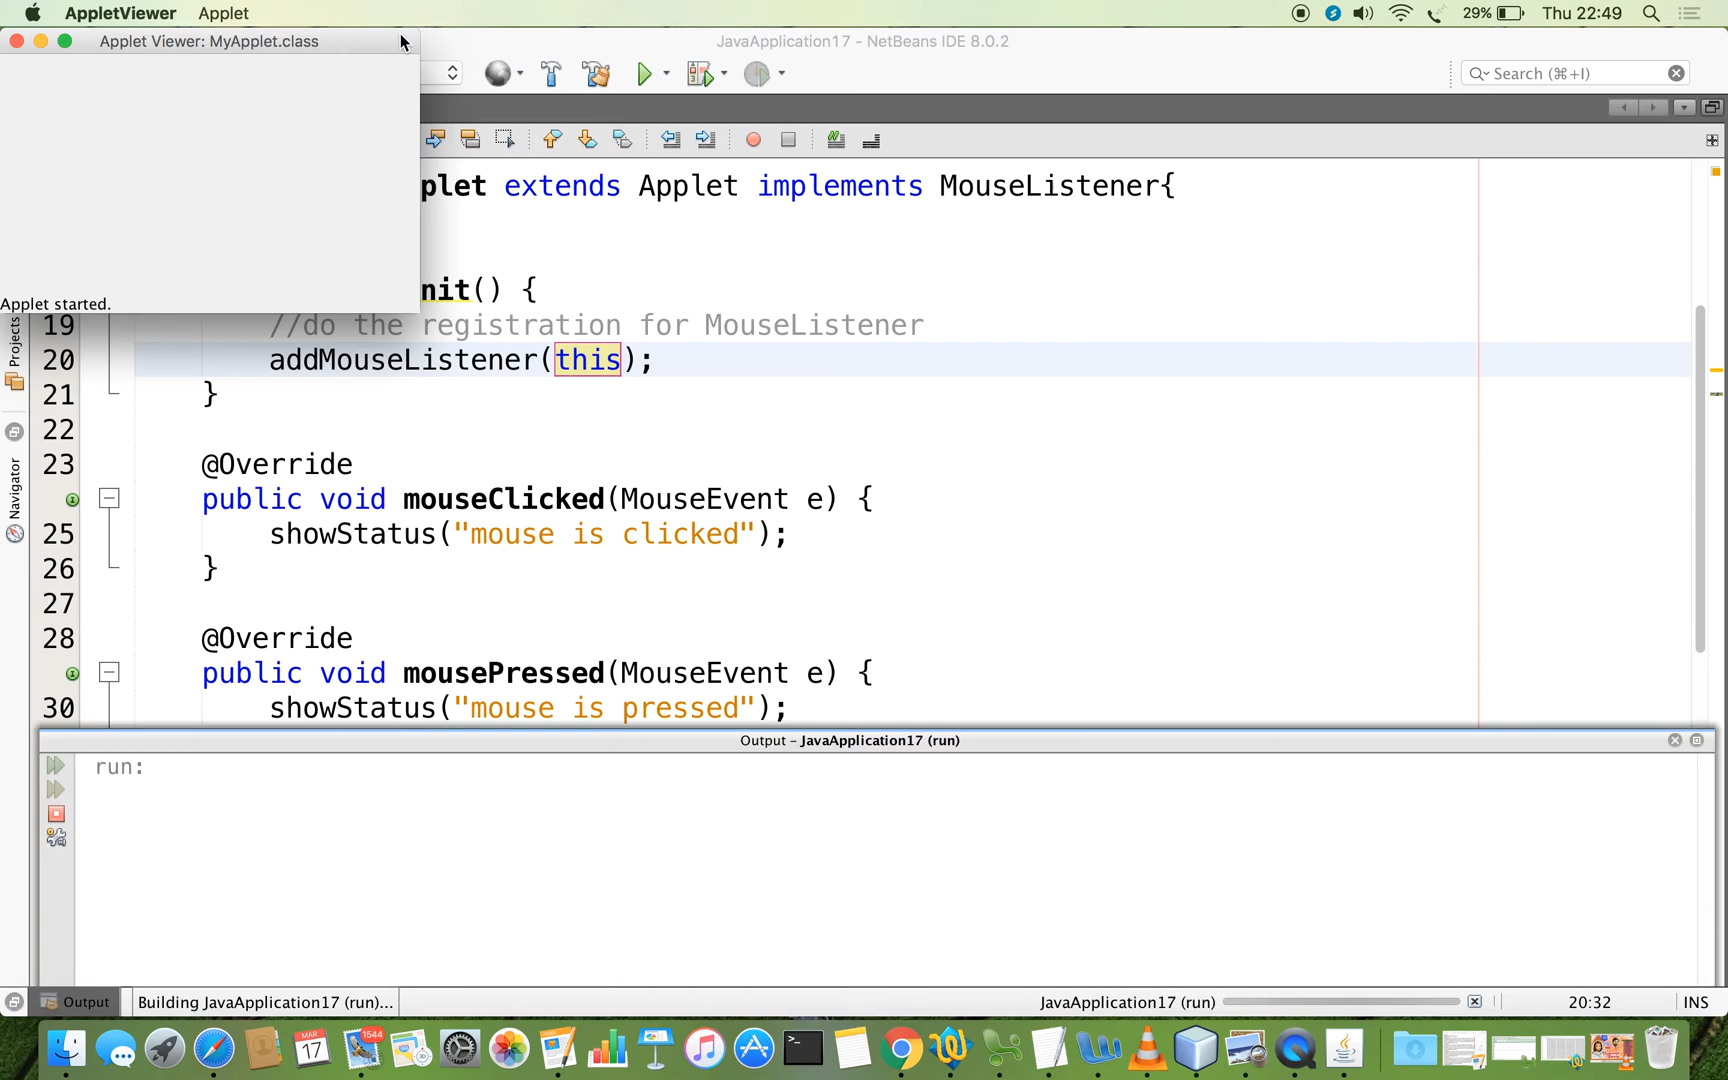 AppletViewer Applet 29% Thu 22:49
Applet Viewer: MyApplet.class
JavaApplication17 - NetBeans IDE 8.0.2
Search (⌘+I)
plet extends Applet implements MouseListener{
nit() {
Applet started.
19 //do the registration for MouseListener
20 addMouseListener(this);
21 }
22
23 @Override
public void mouseClicked(MouseEvent e) {
25 showStatus("mouse is clicked");
26 }
27
28 @Override
public void mousePressed(MouseEvent e) {
30 showStatus("mouse is pressed");
Projects
Navigator
Output - JavaApplication17 (run)
run:
Output Building JavaApplication17 (run)... JavaApplication17 (run) 20:32 INS
MAR
17
1544